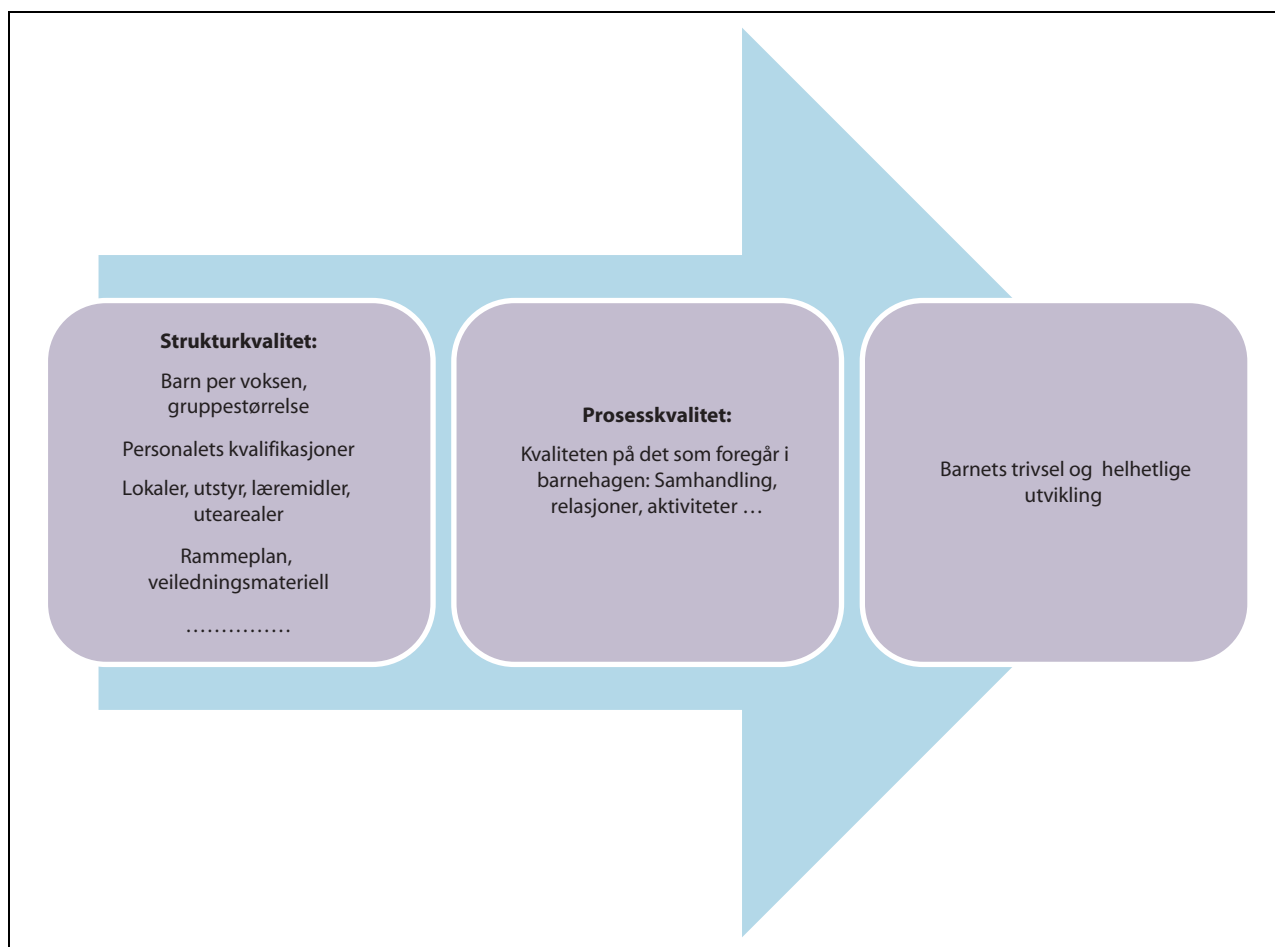 Strukturkvalitet:
Barn per voksen,
gruppestørrelse
Personalets kvalifikasjoner
Lokaler, utstyr, læremidler,
utearealer
Rammeplan,
veiledningsmateriell
……………
Prosesskvalitet:
Kvaliteten på det som foregår i
barnehagen: Samhandling,
relasjoner, aktiviteter …
Barnets trivsel og helhetlige
utvikling